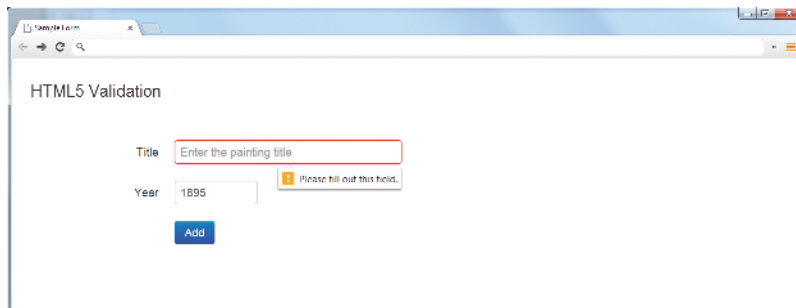 Sample Form
HTML5 Validation
Title Enter the painting title
Please fill out this field.
Year 1895
Add